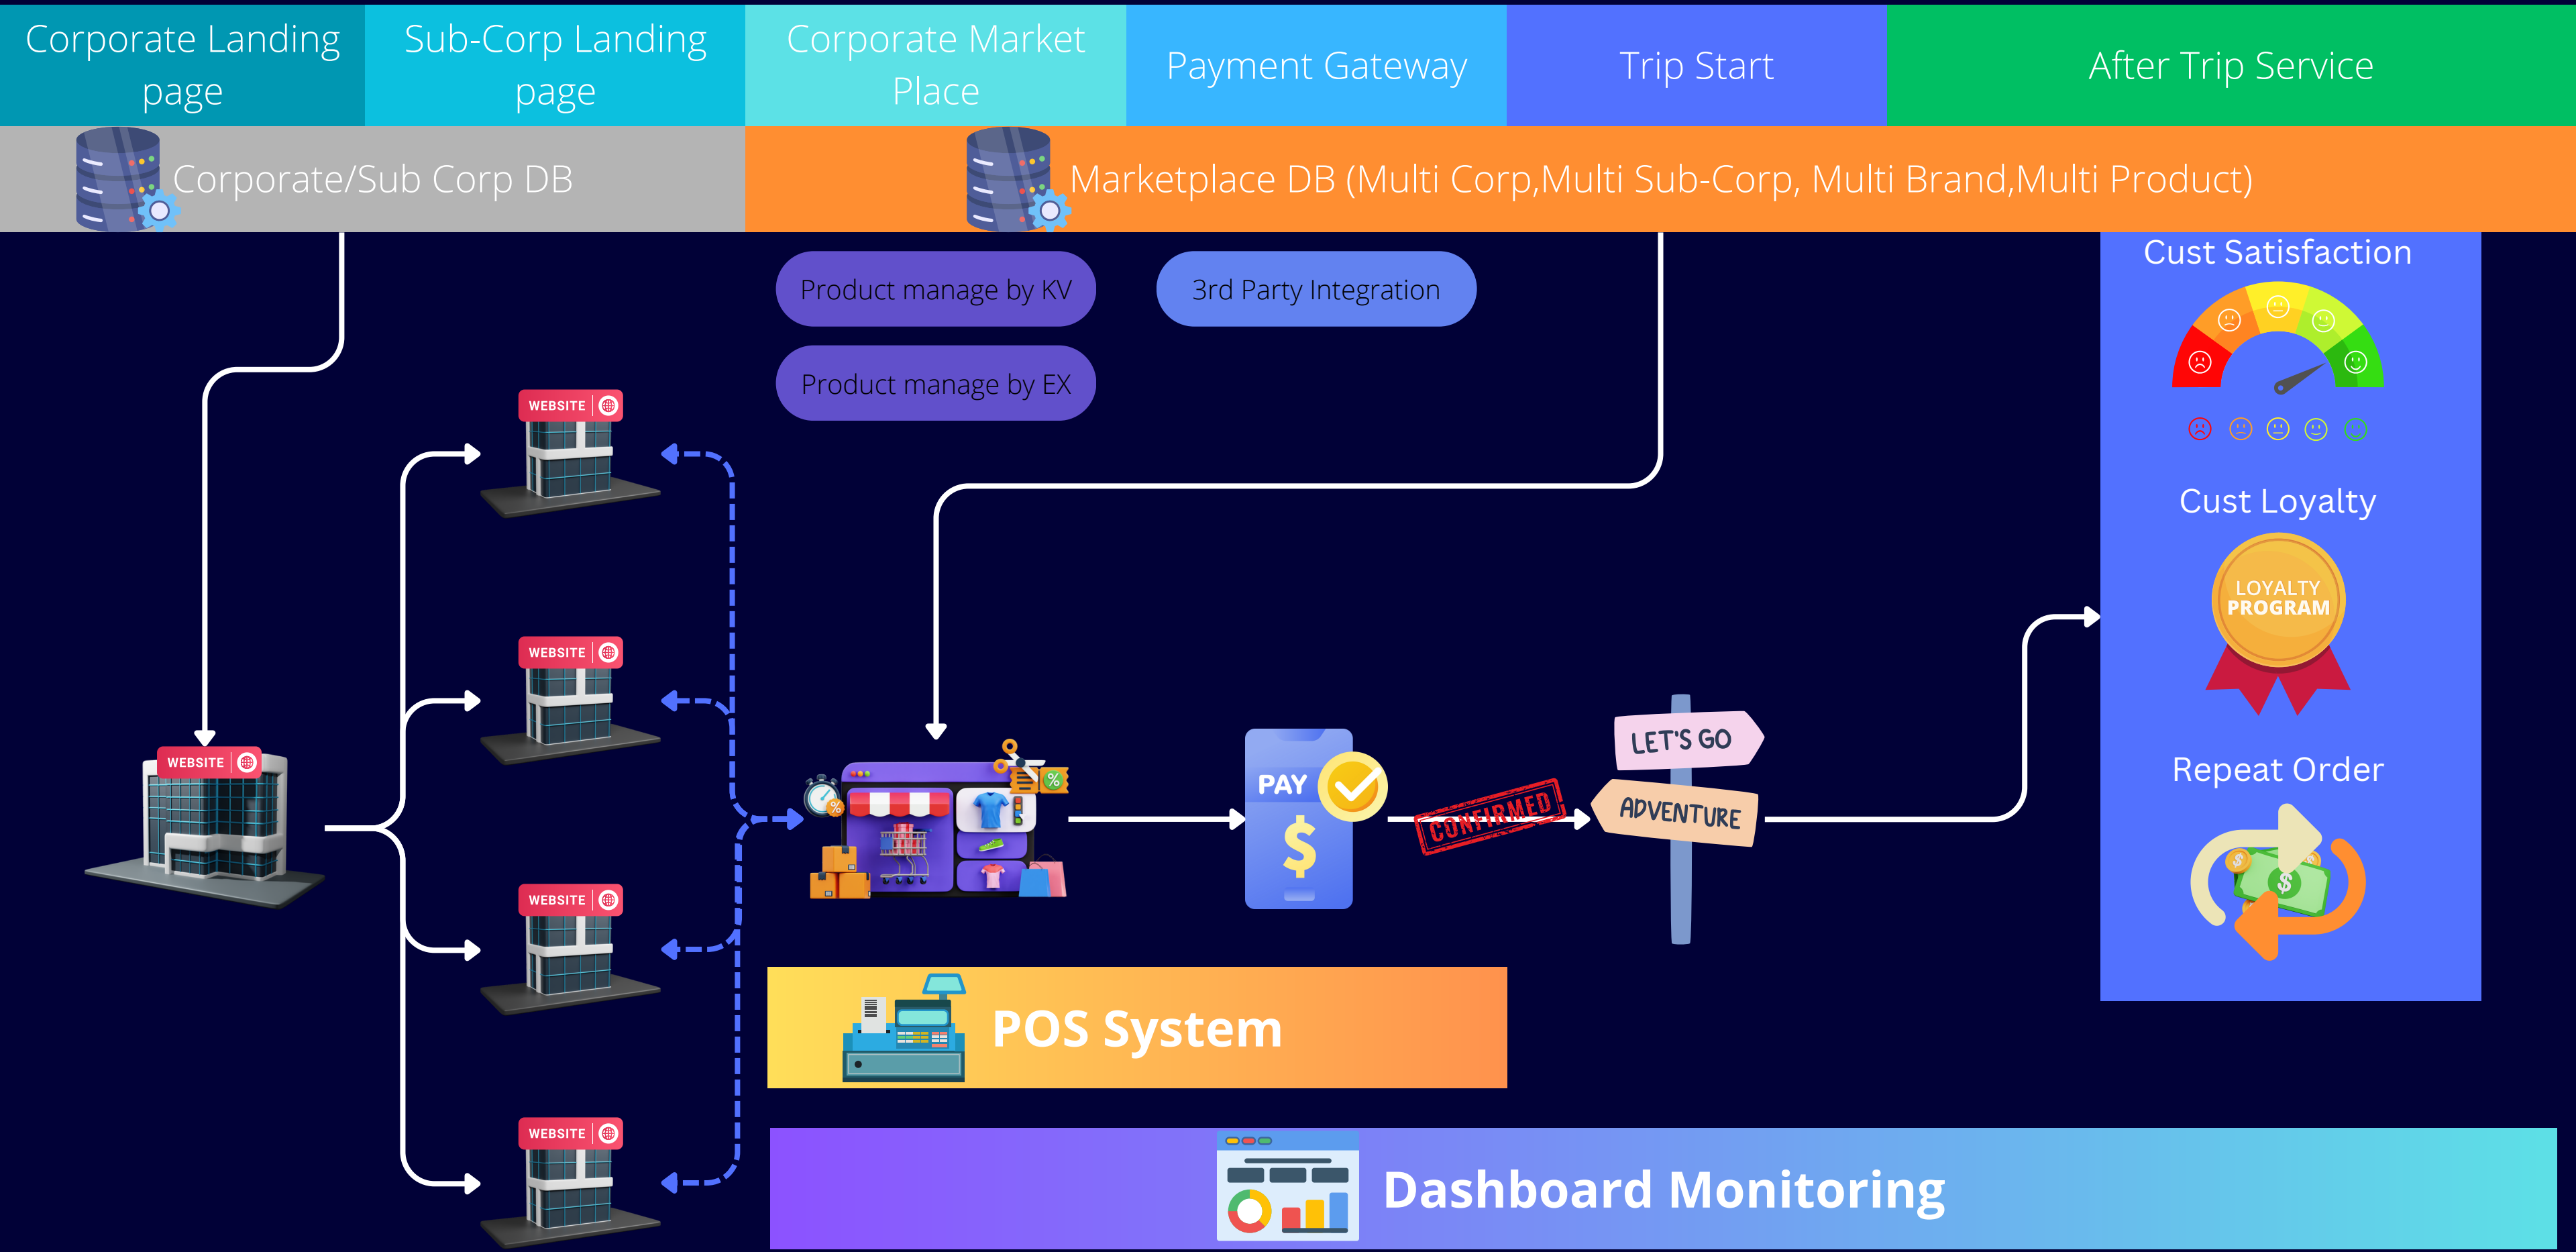 Corporate Landing
page
Sub-Corp Landing
page
Corporate Market
Place
Payment Gateway
Trip Start
After Trip Service
Corporate/Sub Corp DB
Marketplace DB (Multi Corp,Multi Sub-Corp, Multi Brand,Multi Product)
Product manage by KV
3rd Party Integration
Product manage by EX
Cust Satisfaction
WEBSITE
Cust Loyalty
LOYALTY
PROGRAM
WEBSITE
WEBSITE
LET'S GO
PAY
ADVENTURE
CONFIRMED
$
Repeat Order
$
WEBSITE
POS System
WEBSITE
Dashboard Monitoring